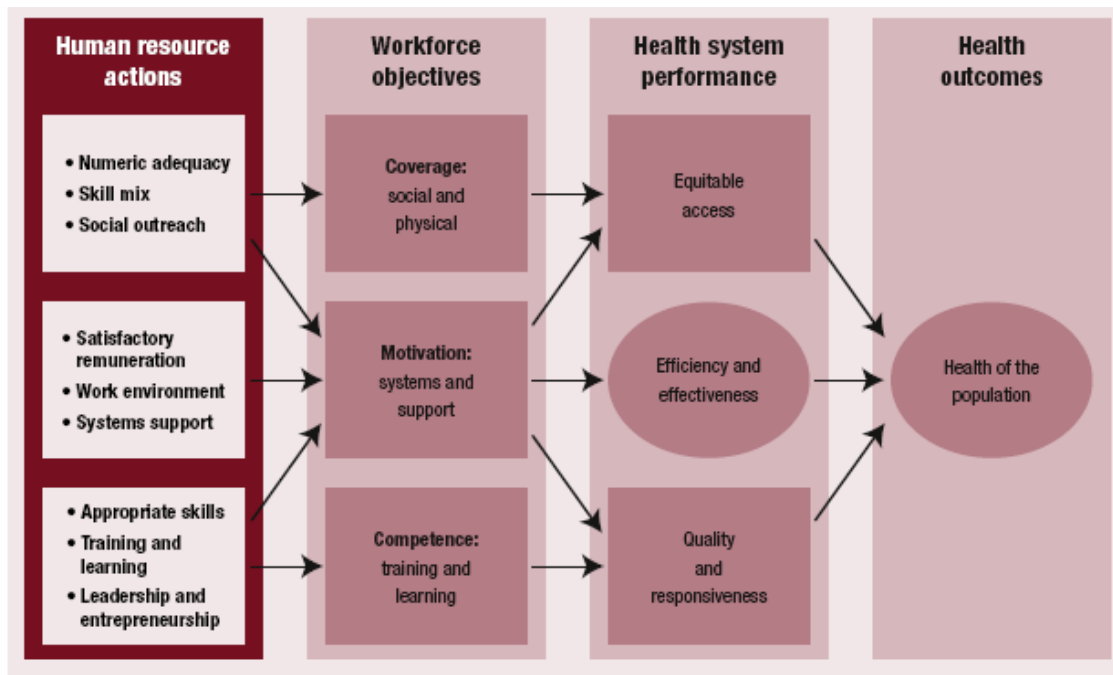 Human resource
actions
• Numeric adequacy
• Skill mix
• Social outreach
• Satisfactory
remuneration
• Work environment
• Systems support
• Appropriate skills
• Training and
learning
• Leadership and
entrepreneurship
Workforce
objectives
Coverage:
social and
physical
Motivation:
systems and
support
Competence:
training and
learning
Health system
performance
Equitable
access
Efficiency and
effectiveness
Quality
and
responsiveness
Health
outcomes
Health of the
population